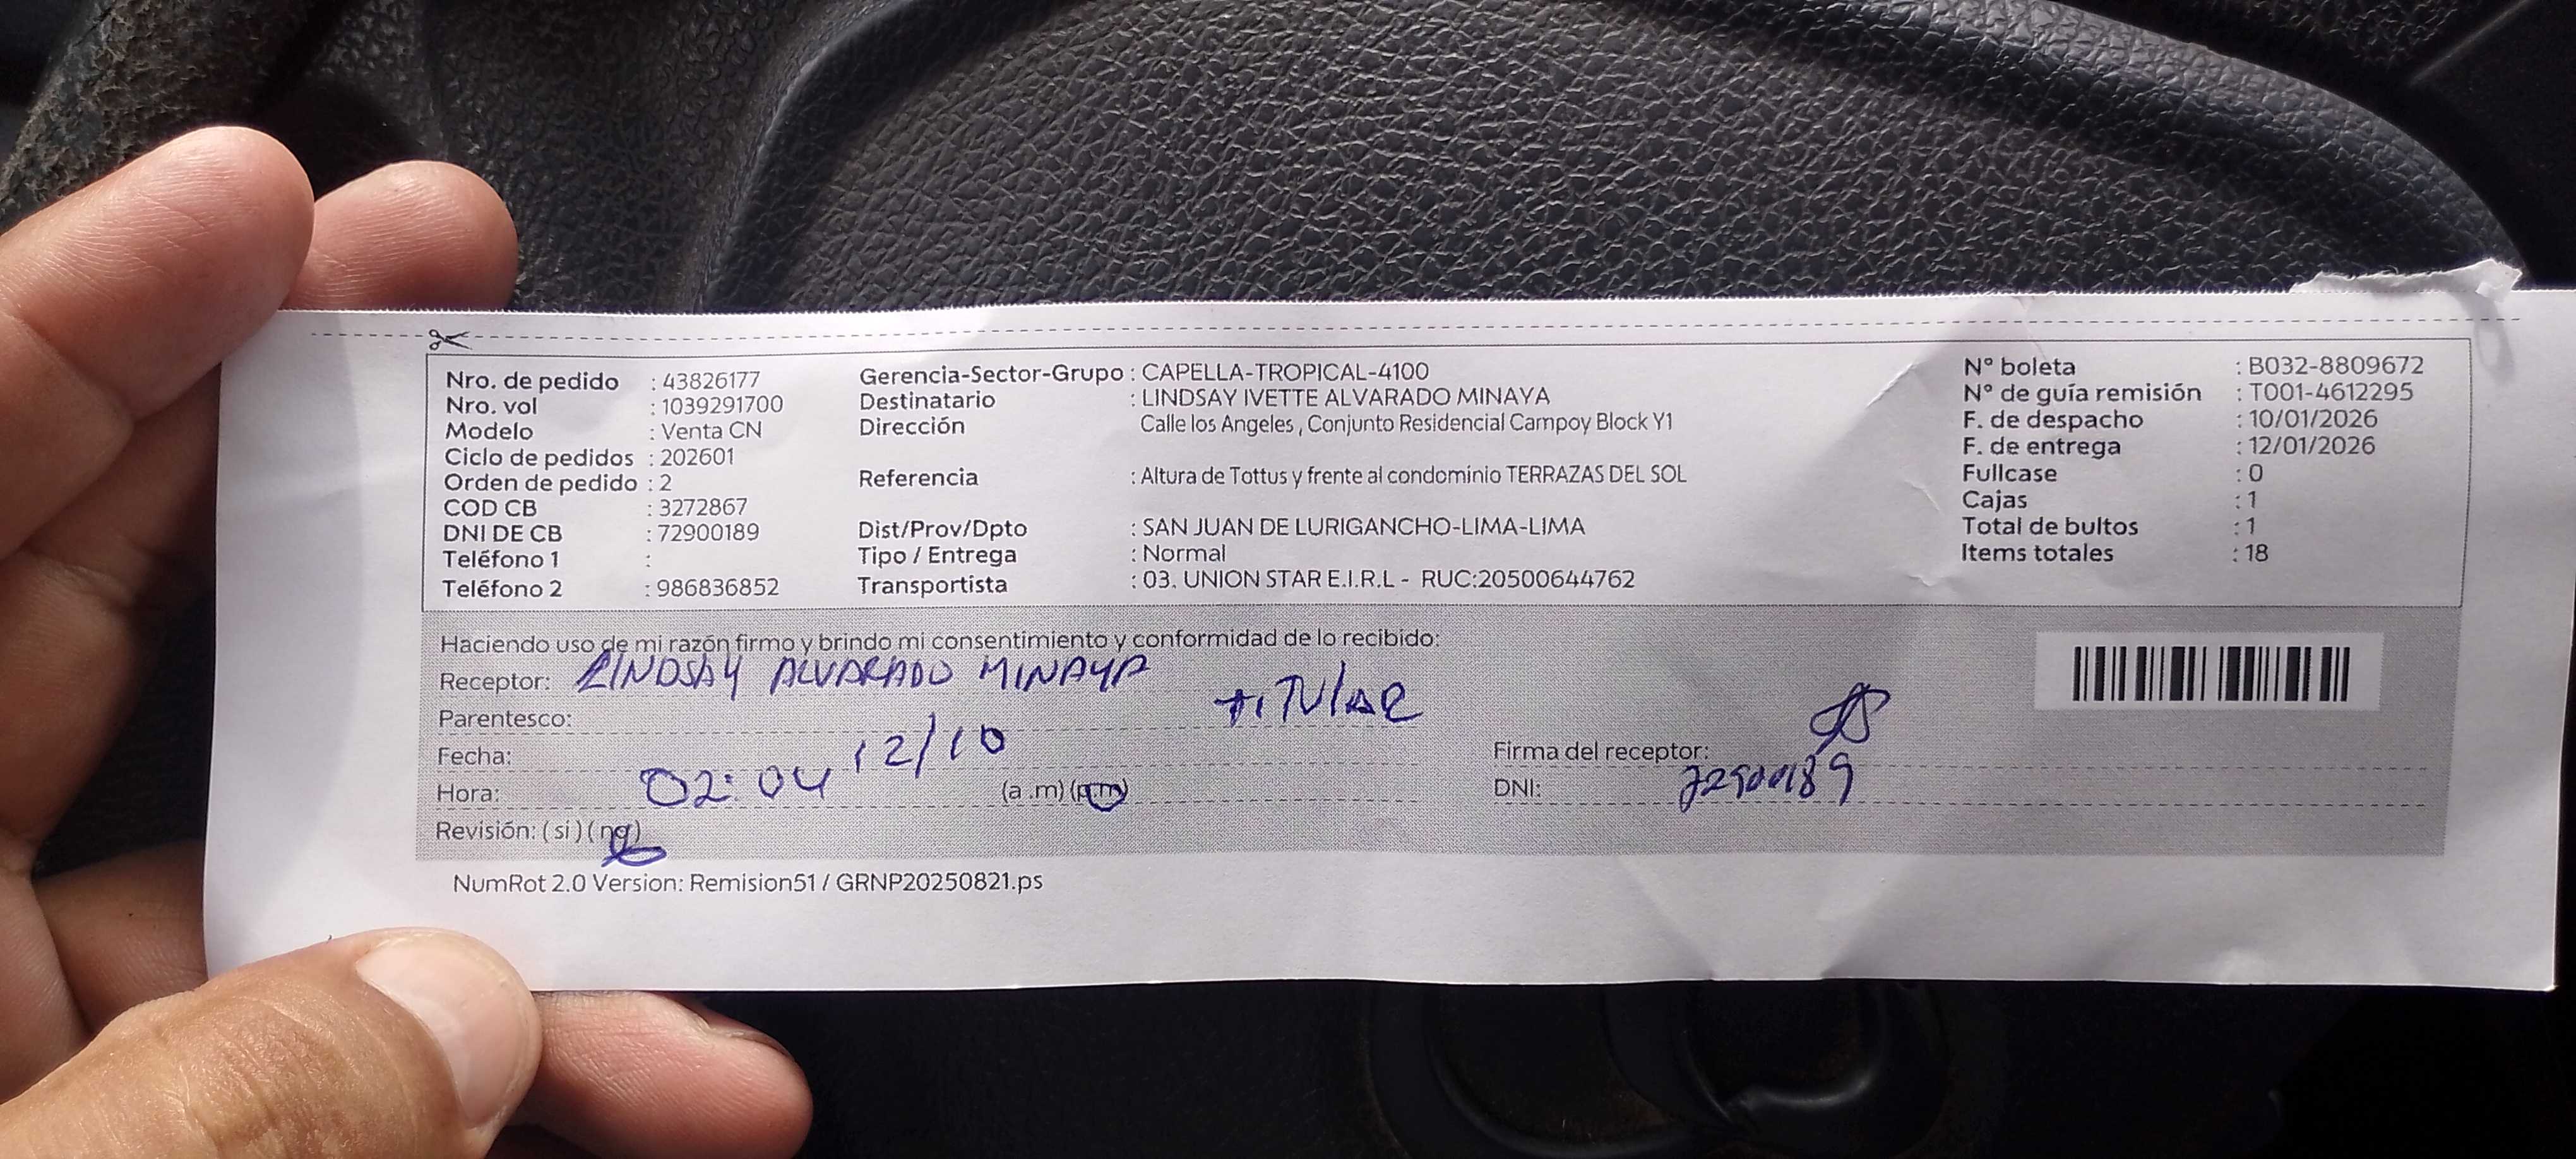 Nro. de pedido : 43826177
Nro. vol : 1039291700
Modelo : Venta CN
Ciclo de pedidos : 202601
Orden de pedido : 2
COD CB : 3272867
DNI DE CB : 72900189
Teléfono 1 :
Teléfono 2 : 986836852
Gerencia-Sector-Grupo : CAPELLA-TROPICAL-4100
Destinatario : LINDSAY IVETTE ALVARADO MINAYA
Dirección Calle los Angeles , Conjunto Residencial Campoy Block Y1
Referencia : Altura de Tottus y frente al condominio TERRAZAS DEL SOL
Dist/Prov/Dpto : SAN JUAN DE LURIGANCHO-LIMA-LIMA
Tipo / Entrega : Normal
Transportista : 03. UNION STAR E.I.R.L - RUC:20500644762
Nº boleta : B032-8809672
Nº de guía remisión : T001-4612295
F. de despacho : 10/01/2026
F. de entrega : 12/01/2026
Fullcase : 0
Cajas : 1
Total de bultos : 1
Items totales : 18
Haciendo uso de mi razón firmo y brindo mi consentimiento y conformidad de lo recibido:
Receptor: LINDSAY ALVARADO MINAYA
Parentesco: TITULAR
Fecha: 12/10
Hora: 02:04 (a .m) (p.m)
Revisión: ( si ) ( no )
Firma del receptor:
DNI: 72900189
NumRot 2.0 Version: Remision51 / GRNP20250821.ps